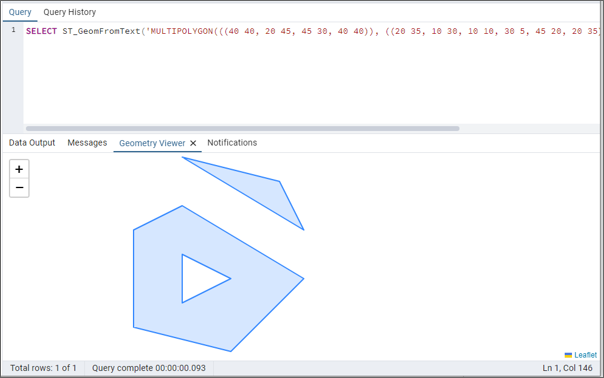 Query Query History
1 SELECT ST_GeomFromText('MULTIPOLYGON(((40 40, 20 45, 45 30, 40 40)), ((20 35, 10 30, 10 10, 30 5, 45 20, 20 35)
Data Output Messages Geometry Viewer Notifications
+
−
Leaflet
Total rows: 1 of 1 Query complete 00:00:00.093 Ln 1, Col 146